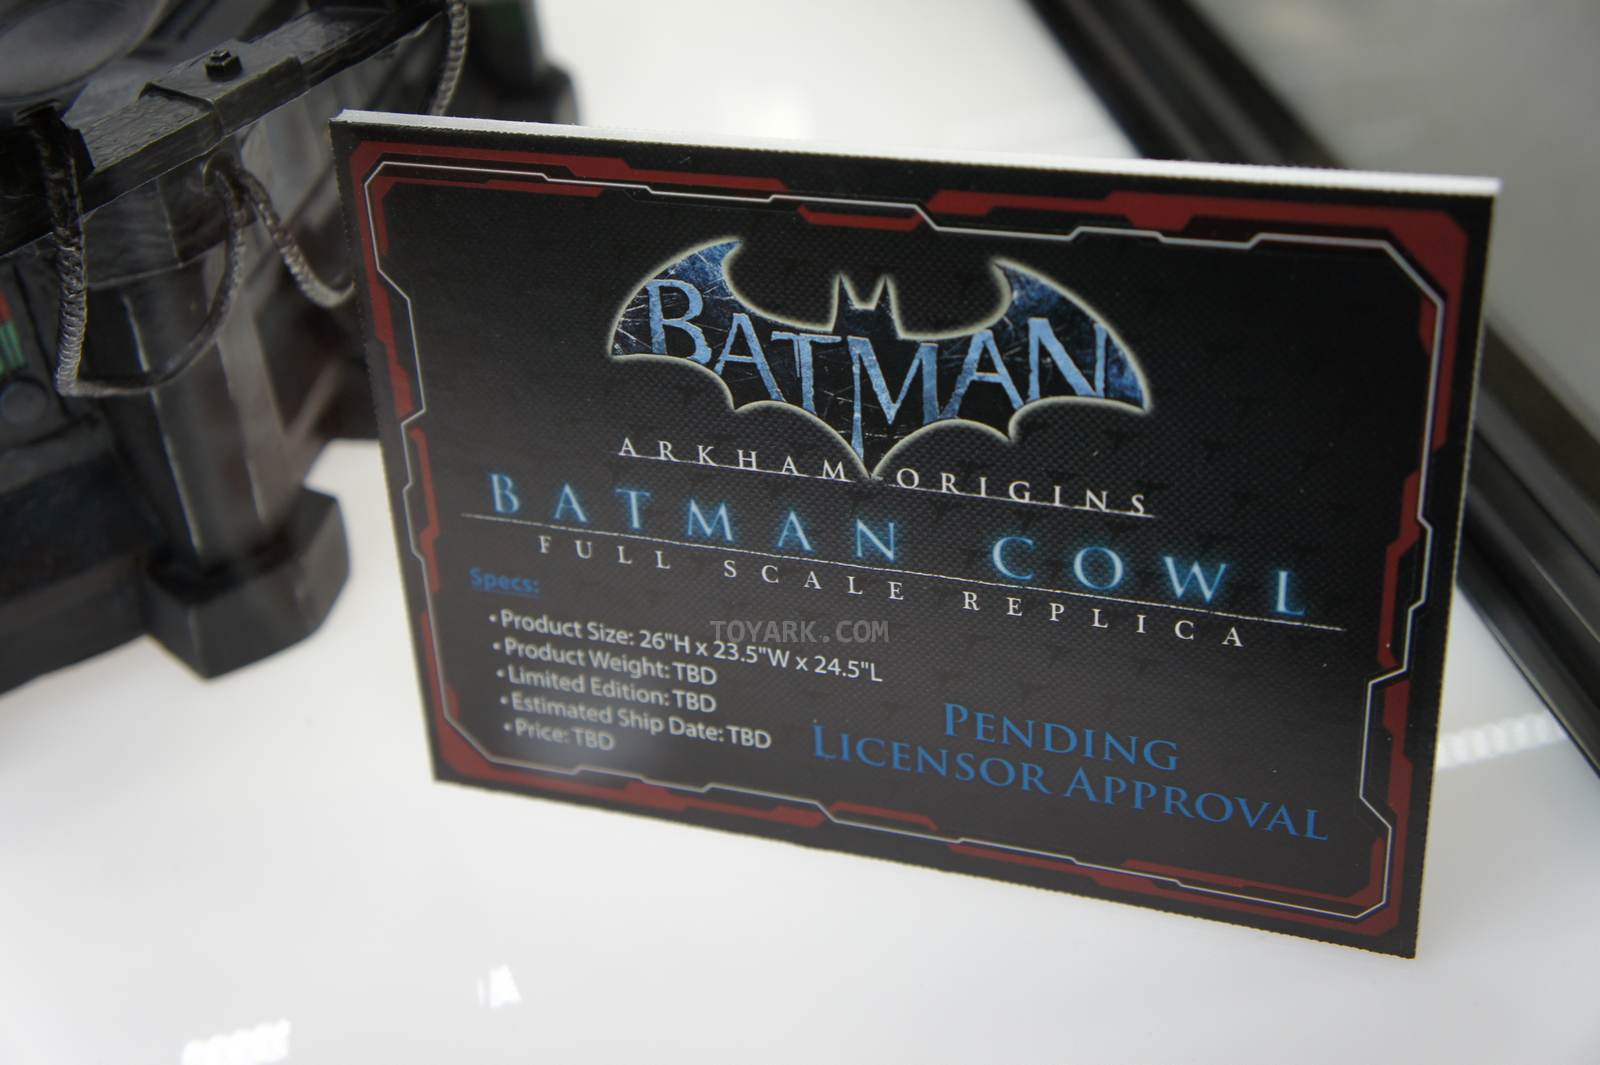 BATMAN
ARKHAM ORIGINS
BATMAN COWL
FULL SCALE REPLICA
Specs:
• Product Size: 26"H x 23.5"W x 24.5"L
• Product Weight: TBD
• Limited Edition: TBD
• Estimated Ship Date: TBD
• Price: TBD
PENDING
LICENSOR APPROVAL
TOYARK.COM